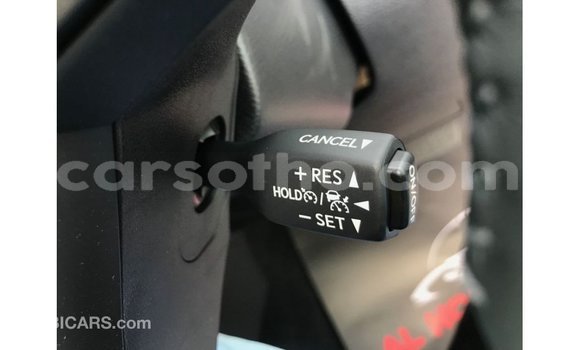 CANCEL ▼
+ RES ▲
HOLD / ◄
− SET ▼
ON/OFF
carsotho.com
BICARS.com